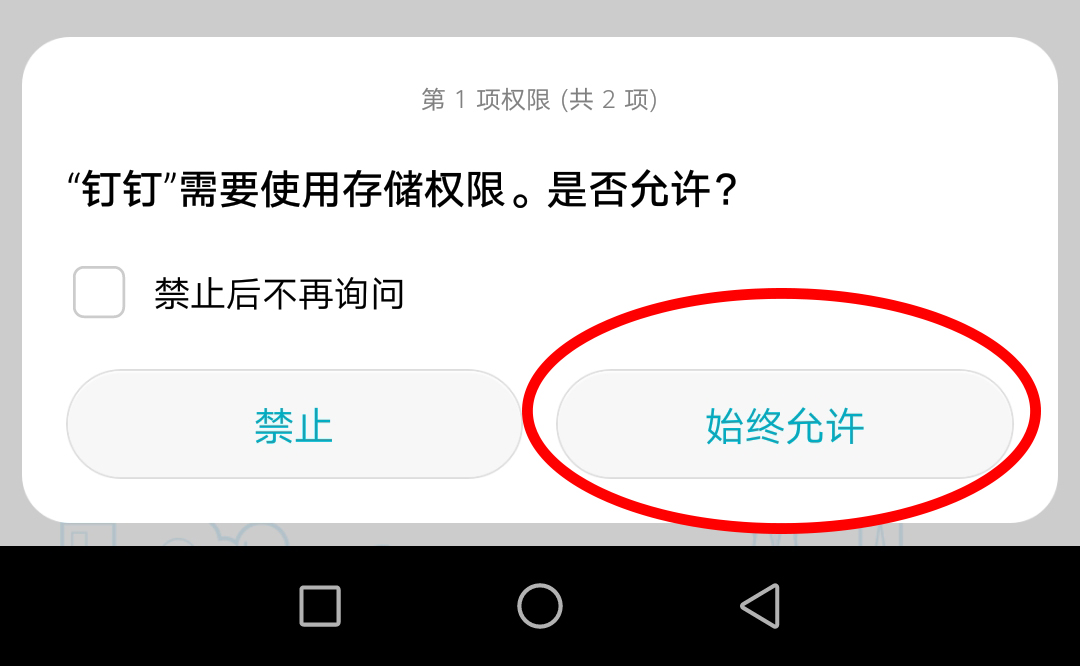 第 1 项权限 (共 2 项)
“钉钉”需要使用存储权限。是否允许？
禁止后不再询问
禁止
始终允许